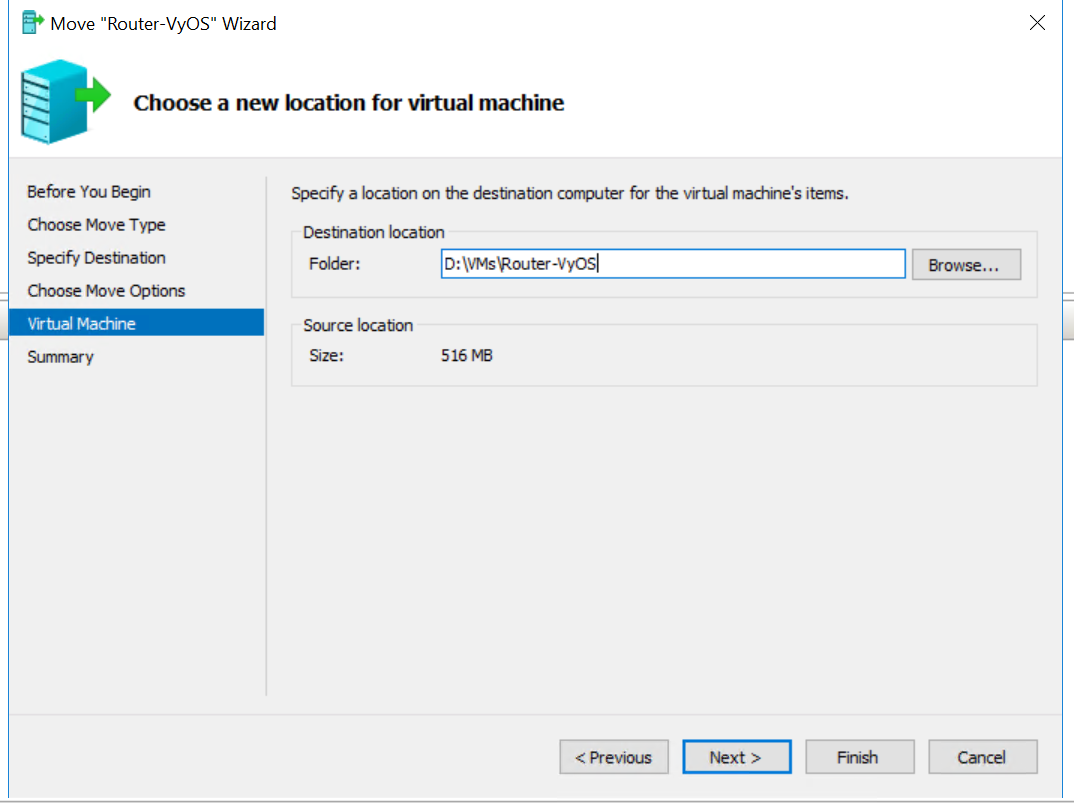 Move "Router-VyOS" Wizard
Choose a new location for virtual machine
Before You Begin
Choose Move Type
Specify Destination
Choose Move Options
Virtual Machine
Summary
Specify a location on the destination computer for the virtual machine's items.
Destination location
Folder: D:\VMs\Router-VyOS Browse...
Source location
Size: 516 MB
< Previous Next > Finish Cancel